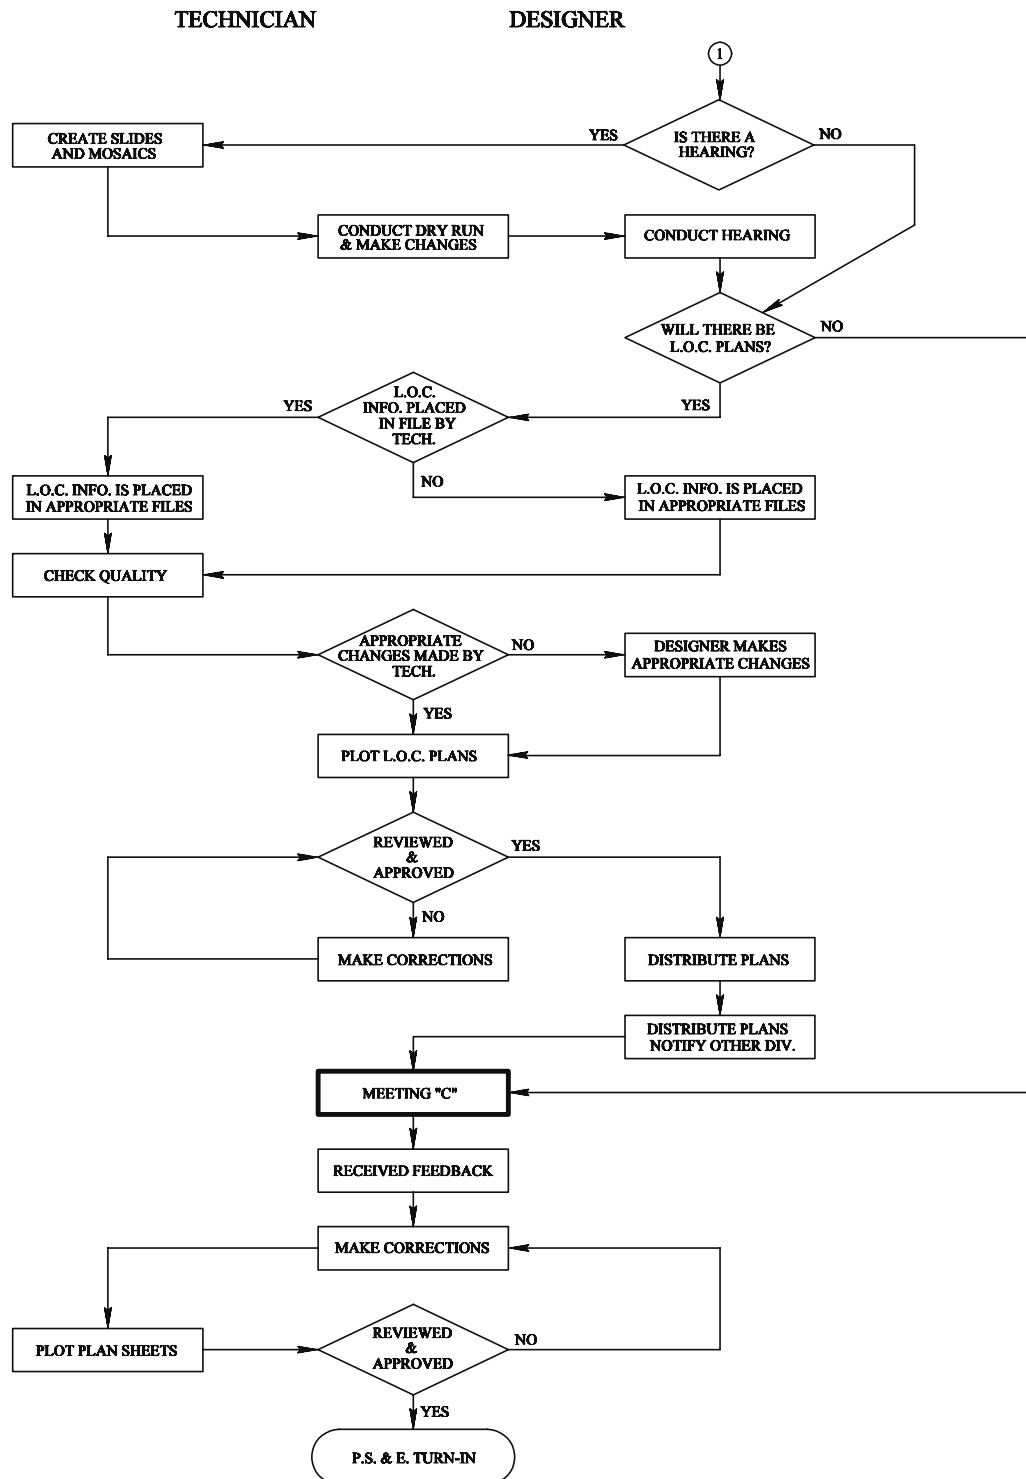 TECHNICIAN
DESIGNER
1
IS THERE A
HEARING?
YES
NO
CREATE SLIDES
AND MOSAICS
CONDUCT DRY RUN
& MAKE CHANGES
CONDUCT HEARING
WILL THERE BE
L.O.C. PLANS?
NO
YES
L.O.C.
INFO. PLACED
IN FILE BY
TECH.
YES
NO
L.O.C. INFO. IS PLACED
IN APPROPRIATE FILES
L.O.C. INFO. IS PLACED
IN APPROPRIATE FILES
CHECK QUALITY
APPROPRIATE
CHANGES MADE BY
TECH.
NO
DESIGNER MAKES
APPROPRIATE CHANGES
YES
PLOT L.O.C. PLANS
REVIEWED
&
APPROVED
YES
NO
MAKE CORRECTIONS
DISTRIBUTE PLANS
DISTRIBUTE PLANS
NOTIFY OTHER DIV.
MEETING "C"
RECEIVED FEEDBACK
MAKE CORRECTIONS
PLOT PLAN SHEETS
REVIEWED
&
APPROVED
NO
YES
P.S. & E. TURN-IN